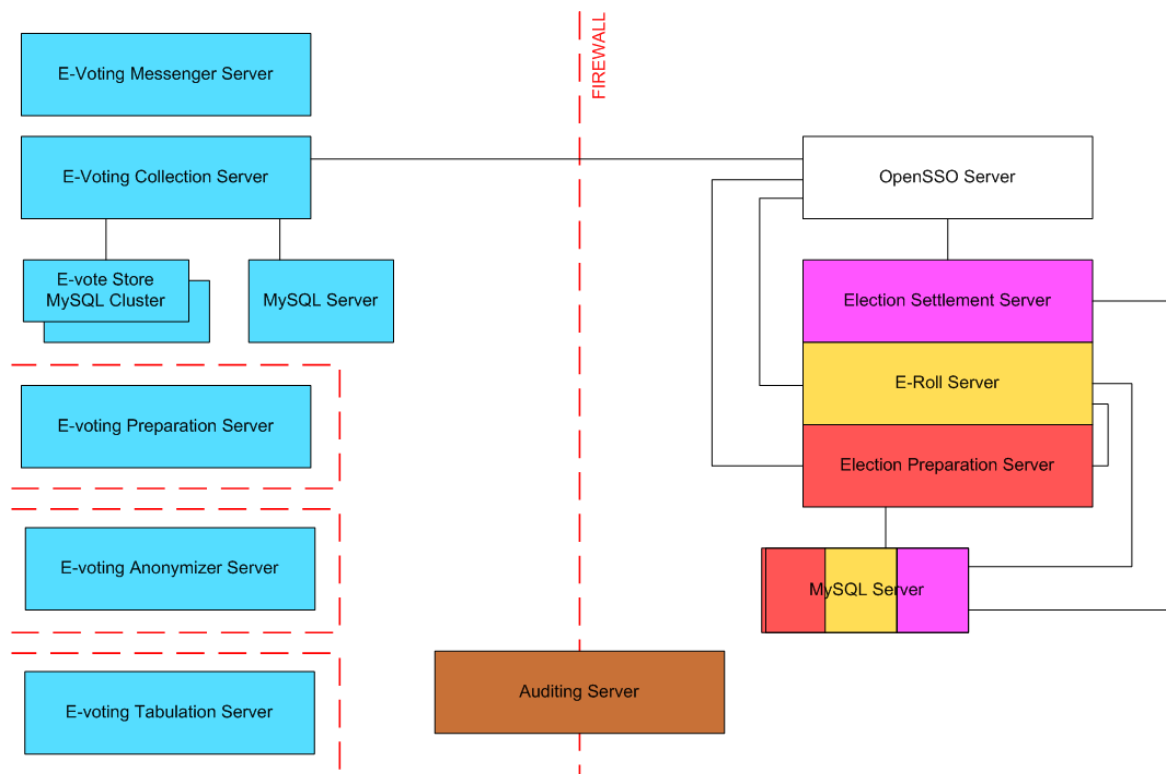 E-Voting Messenger Server
FIREWALL
E-Voting Collection Server
OpenSSO Server
E-vote Store
MySQL Cluster
MySQL Server
Election Settlement Server
E-Roll Server
E-voting Preparation Server
Election Preparation Server
E-voting Anonymizer Server
MySQL Server
Auditing Server
E-voting Tabulation Server